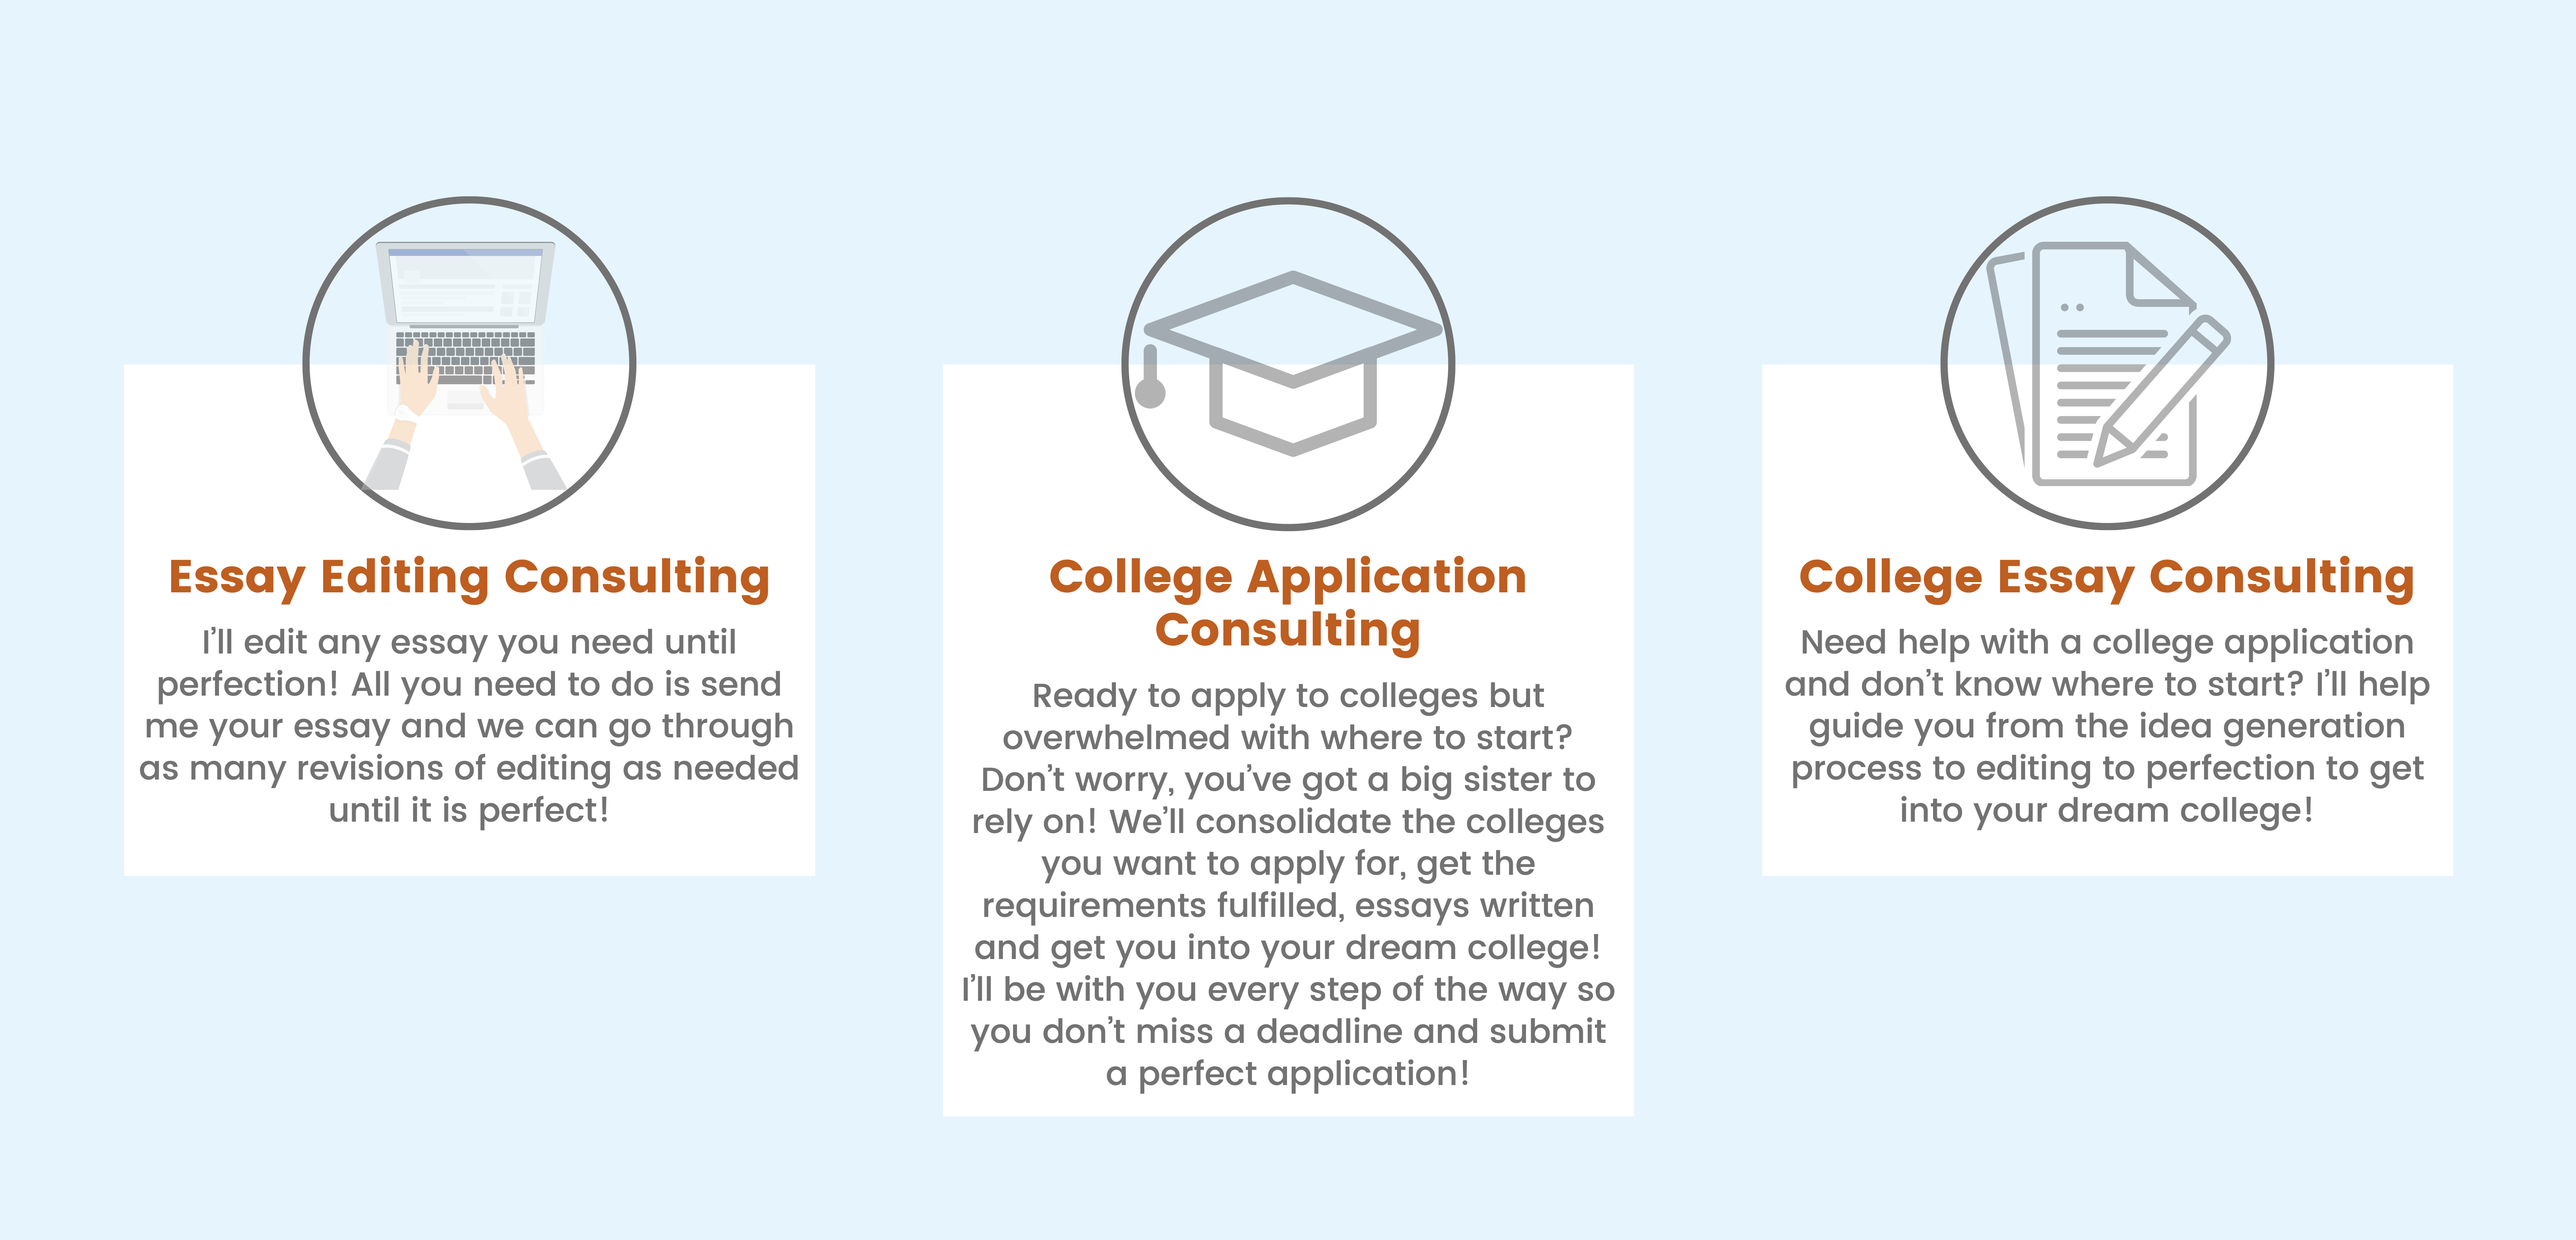 Essay Editing Consulting
I’ll edit any essay you need until
perfection! All you need to do is send
me your essay and we can go through
as many revisions of editing as needed
until it is perfect!
College Application
Consulting
Ready to apply to colleges but
overwhelmed with where to start?
Don’t worry, you’ve got a big sister to
rely on! We’ll consolidate the colleges
you want to apply for, get the
requirements fulfilled, essays written
and get you into your dream college!
I’ll be with you every step of the way so
you don’t miss a deadline and submit
a perfect application!
College Essay Consulting
Need help with a college application
and don’t know where to start? I’ll help
guide you from the idea generation
process to editing to perfection to get
into your dream college!